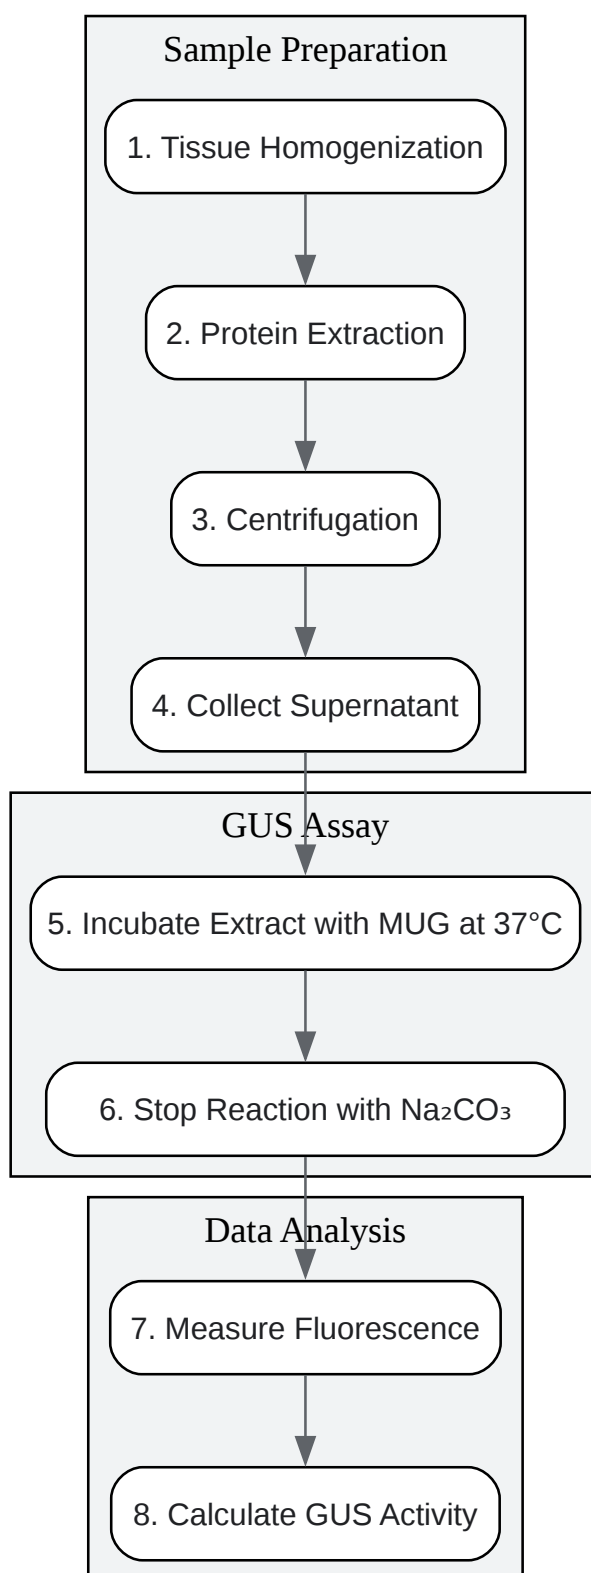 Sample Preparation
1. Tissue Homogenization
2. Protein Extraction
3. Centrifugation
4. Collect Supernatant
GUS Assay
5. Incubate Extract with MUG at 37°C
6. Stop Reaction with Na₂CO₃
Data Analysis
7. Measure Fluorescence
8. Calculate GUS Activity